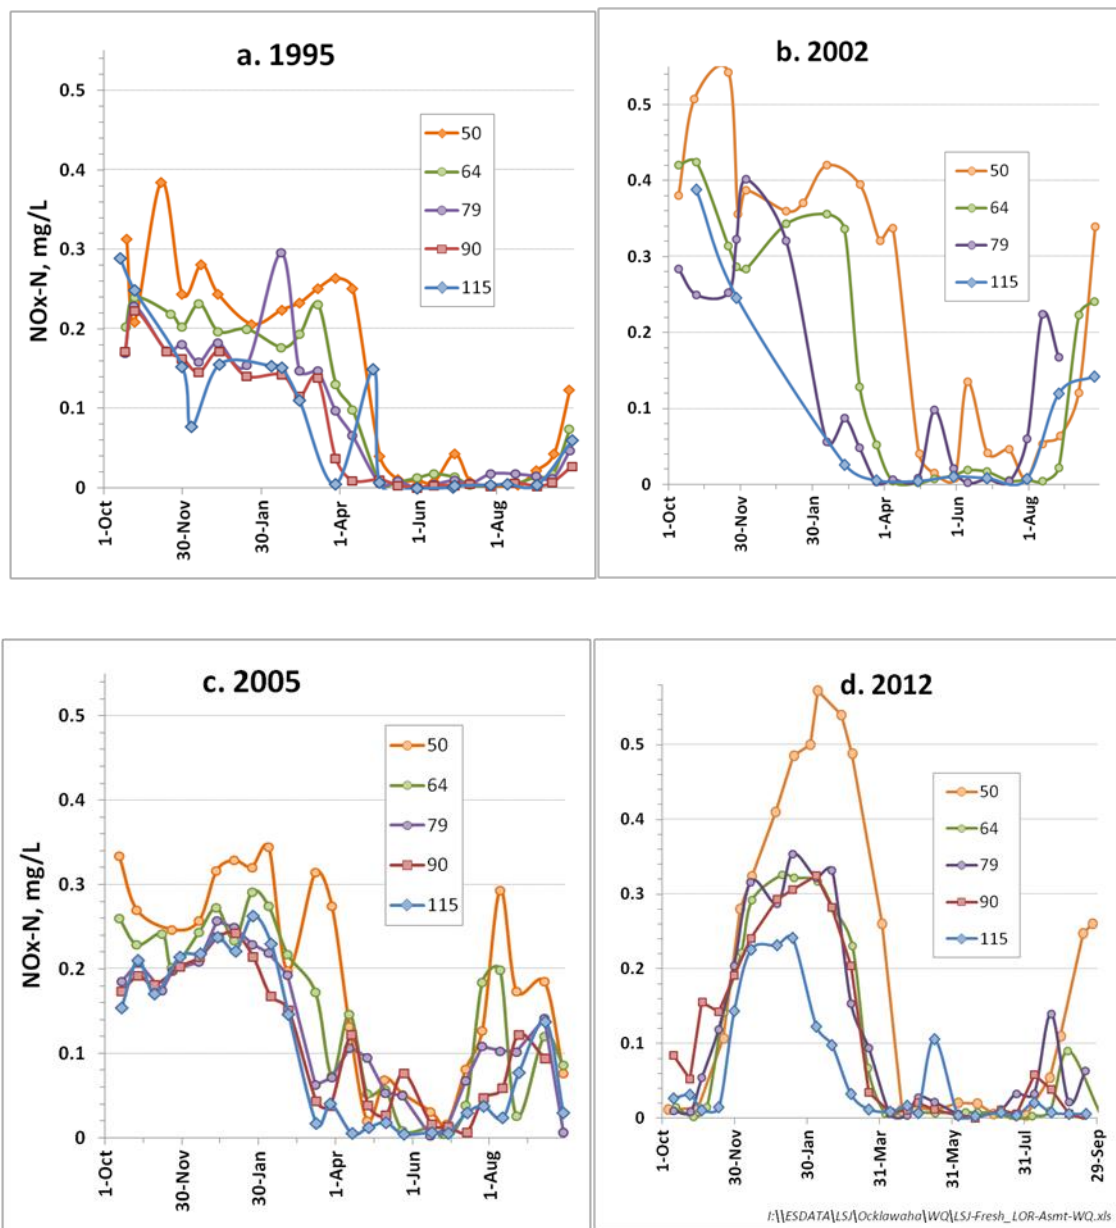 a. 1995
NOx-N, mg/L
0.5
0.4
0.3
0.2
0.1
0
1-Oct
30-Nov
30-Jan
1-Apr
1-Jun
1-Aug
50
64
79
90
115
b. 2002
0.5
0.4
0.3
0.2
0.1
0
1-Oct
30-Nov
30-Jan
1-Apr
1-Jun
1-Aug
50
64
79
115
c. 2005
NOx-N, mg/L
0.5
0.4
0.3
0.2
0.1
0
1-Oct
30-Nov
30-Jan
1-Apr
1-Jun
1-Aug
50
64
79
90
115
d. 2012
0.5
0.4
0.3
0.2
0.1
0
1-Oct
30-Nov
30-Jan
31-Mar
31-May
31-Jul
29-Sep
50
64
79
90
115
I:\\ESDATA\LSJ\Ocklawaha\WQ\LSJ-Fresh_LOR-Asmt-WQ.xls